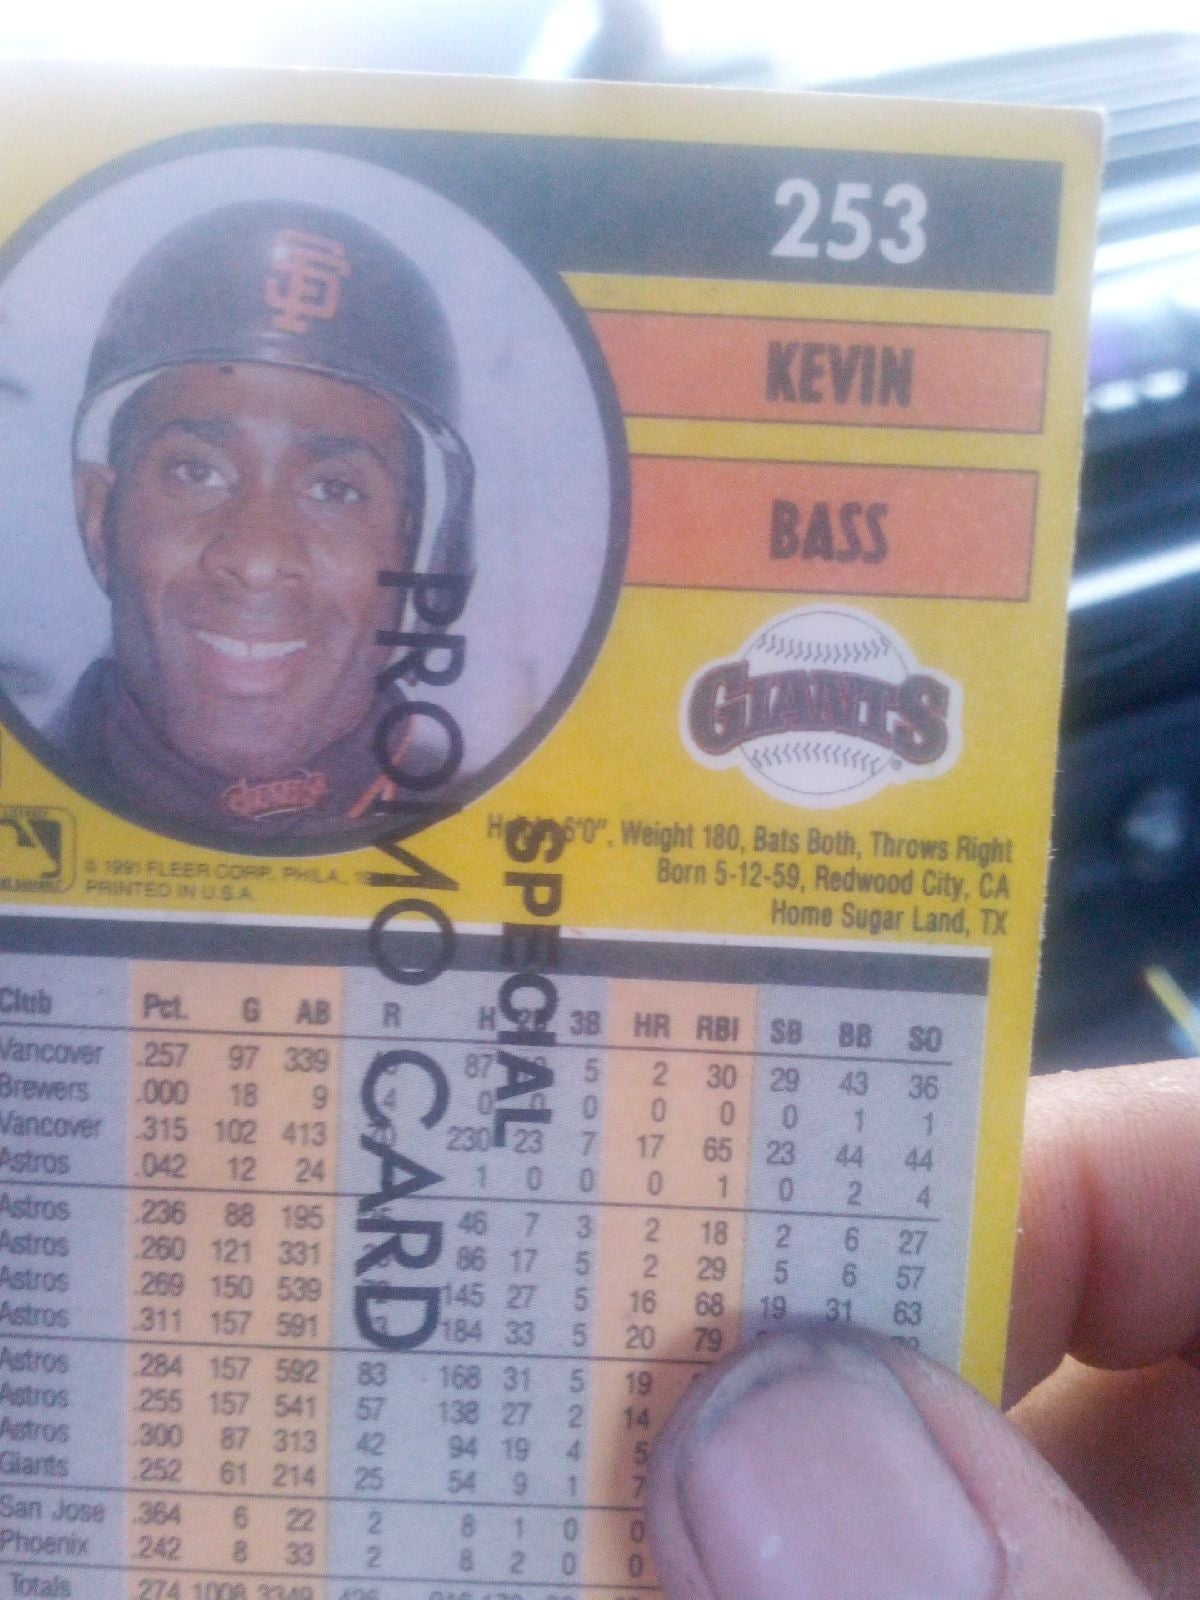 SF
253
KEVIN
BASS
GIANTS
6'0", Weight 180, Bats Both, Throws Right
Born 5-12-59, Redwood City, CA
Home Sugar Land, TX
© 1991 FLEER CORP. PHILA.,
PRINTED IN U.S.A.
SPECIAL
PROMO CARD
Club Pct. G AB R H 3B HR RBI SB BB SO
Vancover .257 97 339 87 5 2 30 29 43 36
Brewers .000 18 9 4 0 0 0 0 0 0 1 1
Vancover .315 102 413 70 230 23 7 17 65 23 44 44
Astros .042 12 24 1 0 0 0 1 0 2 4
Astros .236 88 195 46 7 3 2 18 2 6 27
Astros .260 121 331 86 17 5 2 29 5 6 57
Astros .269 150 539 145 27 5 16 68 19 31 63
Astros .311 157 591 184 33 5 20 79
Astros .284 157 592 83 168 31 5 19
Astros .255 157 541 57 138 27 2 14
Astros .300 87 313 42 94 19 4 5
Giants .252 61 214 25 54 9 1 7
San Jose .364 6 22 2 8 1 0 0
Phoenix .242 8 33 2 8 2 0 0
Totals .274 1006 3349